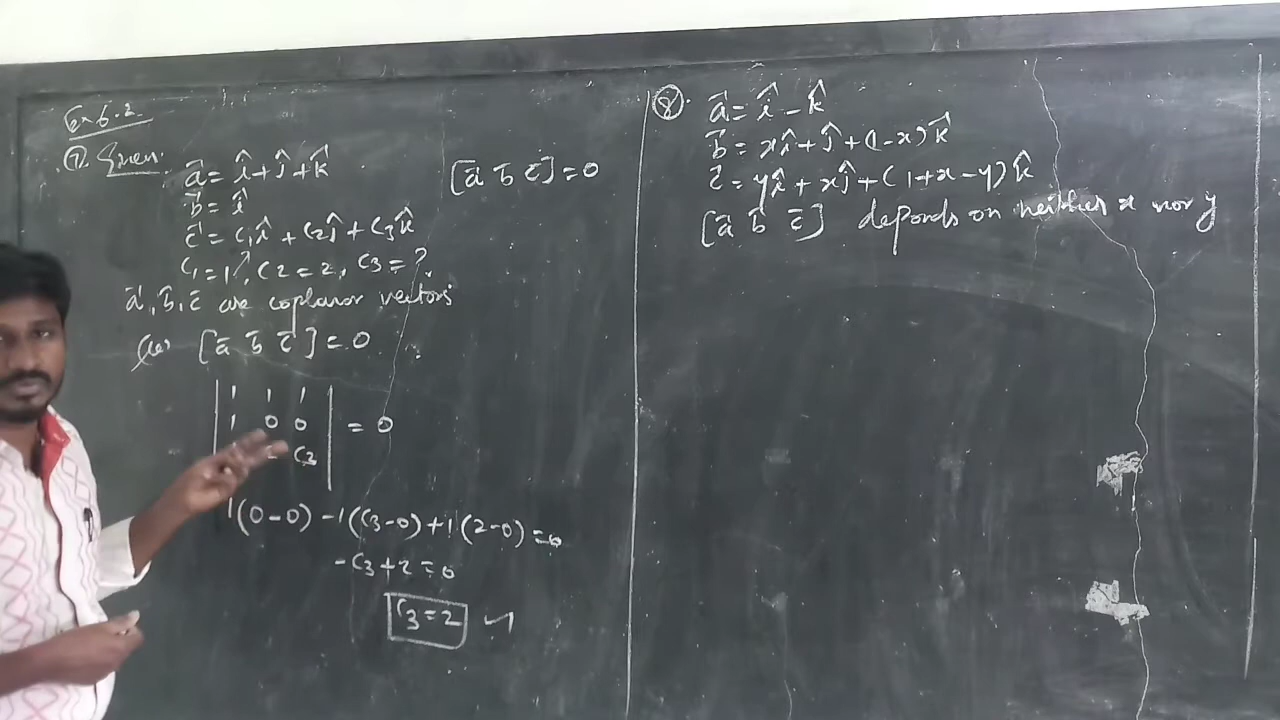 Ex 6.2
⑦. Given.
a⃗ = î + ĵ + k⃗
b⃗ = î
c⃗ = c₁î + c₂ĵ + c₃k̂
c₁ = 1, c₂ = 2, c₃ = ?
a⃗, b̄, c̄ are coplanar vectors
[ā b̄ c̄] = 0
| 1 1 1 |
| 1 0 0 | = 0
c₃ |
1(0-0) -1(c₃-0) +1(2-0) = 0
-c₃ + 2 = 0
c₃ = 2 ✓
[ā b̄ c̄] = 0
⑧. a⃗ = î - k̂
b⃗ = xî + ĵ + (1-x)k⃗
c⃗ = yî + xĵ + (1+x-y)k̂
[ā b⃗ c̄] depends on neither x nor y